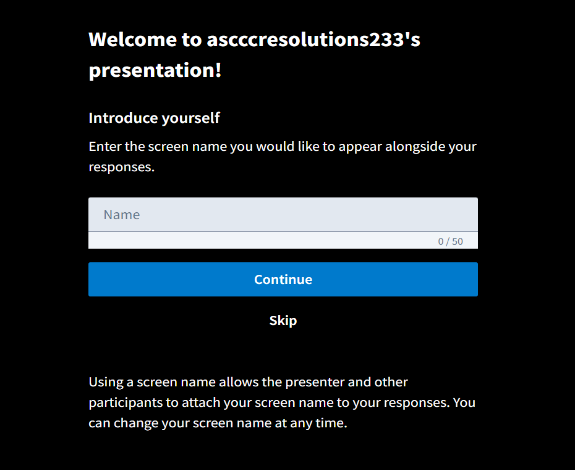 Welcome to ascccresolutions233's
presentation!
Introduce yourself
Enter the screen name you would like to appear alongside your
responses.
Name
0 / 50
Continue
Skip
Using a screen name allows the presenter and other
participants to attach your screen name to your responses. You
can change your screen name at any time.